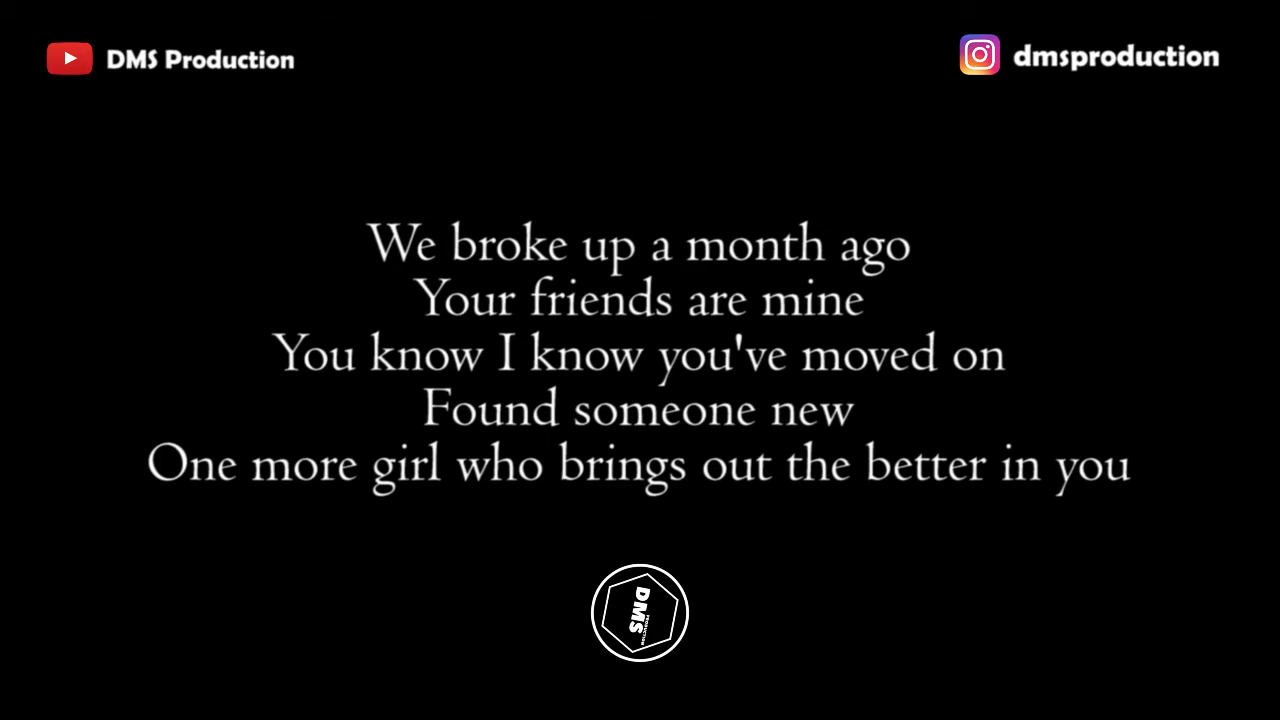 DMS Production
dmsproduction
We broke up a month ago
Your friends are mine
You know I know you've moved on
Found someone new
One more girl who brings out the better in you
DMS
PRODUCTION